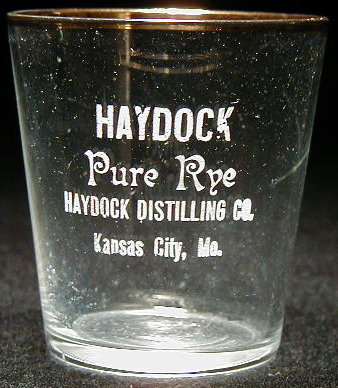 HAYDOCK
Pure Rye
HAYDOCK DISTILLING CO.
Kansas City, Mo.